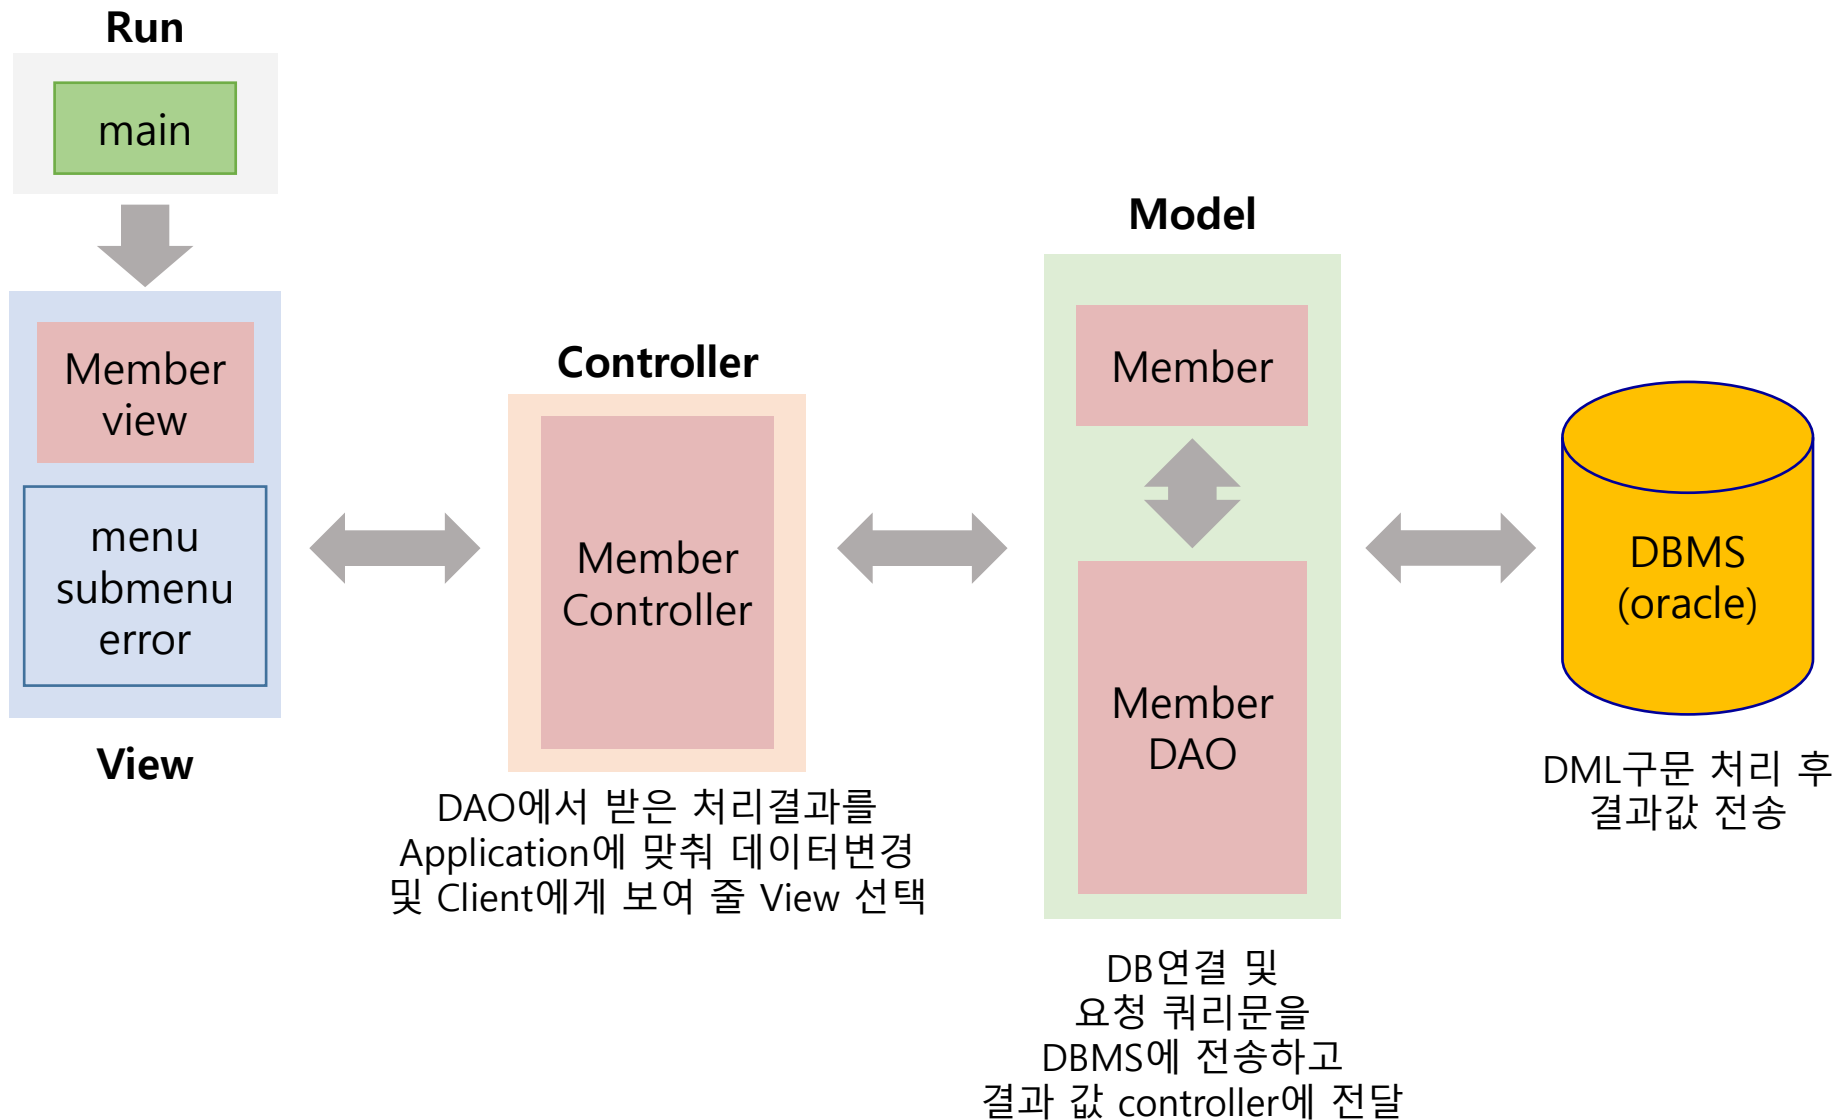 Run
main
Member
view
menu
submenu
error
View
Controller
Member
Controller
DAO에서 받은 처리결과를
Application에 맞춰 데이터변경
및 Client에게 보여 줄 View 선택
Model
Member
Member
DAO
DB연결 및
요청 쿼리문을
DBMS에 전송하고
결과 값 controller에 전달
DBMS
(oracle)
DML구문 처리 후
결과값 전송